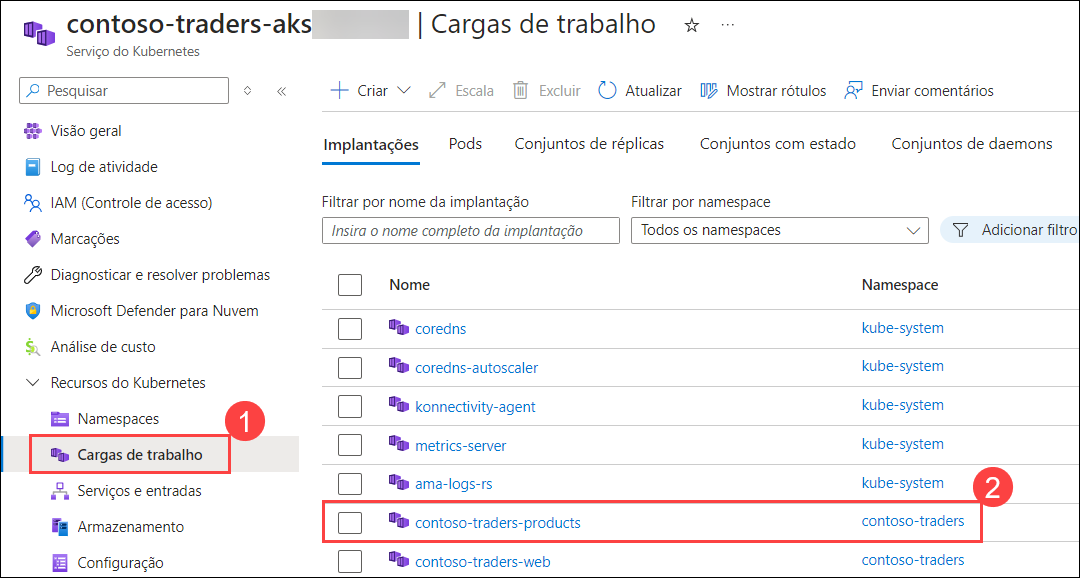 contoso-traders-aks | Cargas de trabalho ☆ ...
Serviço do Kubernetes
Pesquisar
Criar Escala Excluir Atualizar Mostrar rótulos Enviar comentários
Visão geral
Log de atividade
IAM (Controle de acesso)
Marcações
Diagnosticar e resolver problemas
Microsoft Defender para Nuvem
Análise de custo
Recursos do Kubernetes
Namespaces
1
Cargas de trabalho
Serviços e entradas
Armazenamento
Configuração
Implantações Pods Conjuntos de réplicas Conjuntos com estado Conjuntos de daemons
Filtrar por nome da implantação Filtrar por namespace
Insira o nome completo da implantação Todos os namespaces Adicionar filtro
Nome Namespace
coredns kube-system
coredns-autoscaler kube-system
konnectivity-agent kube-system
metrics-server kube-system
ama-logs-rs kube-system
2
contoso-traders-products contoso-traders
contoso-traders-web contoso-traders